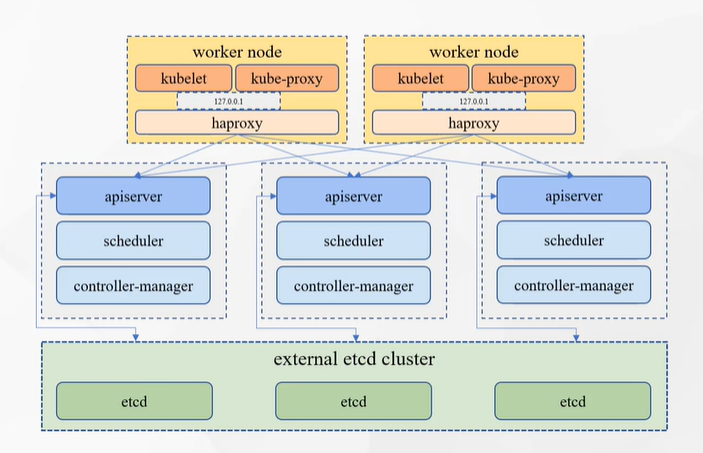 worker node
worker node
kubelet
kube-proxy
kubelet
kube-proxy
127.0.0.1
127.0.0.1
haproxy
haproxy
apiserver
apiserver
apiserver
scheduler
scheduler
scheduler
controller-manager
controller-manager
controller-manager
external etcd cluster
etcd
etcd
etcd